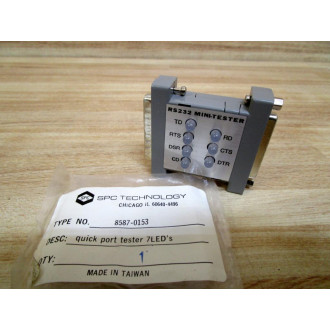 RS232 MINI-TESTER
TD
RTS RD
DSR CTS
CD DTR
SPC TECHNOLOGY
CHICAGO IL 60640-4496
TYPE NO. 8587-0153
DESC: quick port tester 7LED's
QTY: 1
MADE IN TAIWAN